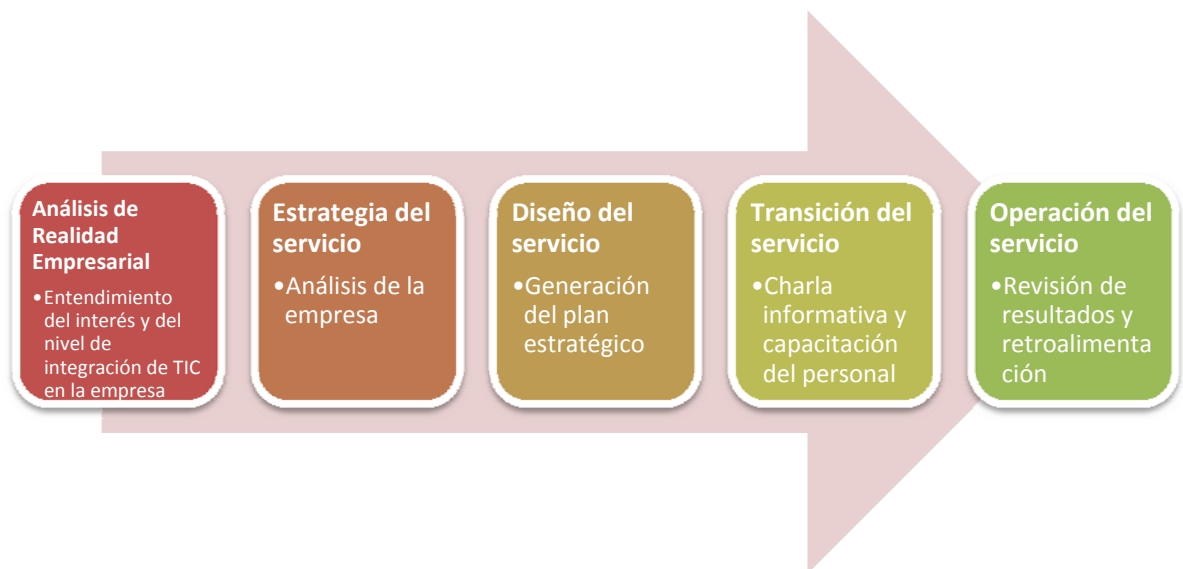 Análisis de
Realidad
Empresarial
•Entendimiento
del interés y del
nivel de
integración de TIC
en la empresa
Estrategia del
servicio
•Análisis de la
empresa
Diseño del
servicio
•Generación
del plan
estratégico
Transición del
servicio
•Charla
informativa y
capacitación
del personal
Operación del
servicio
•Revisión de
resultados y
retroalimenta
ción